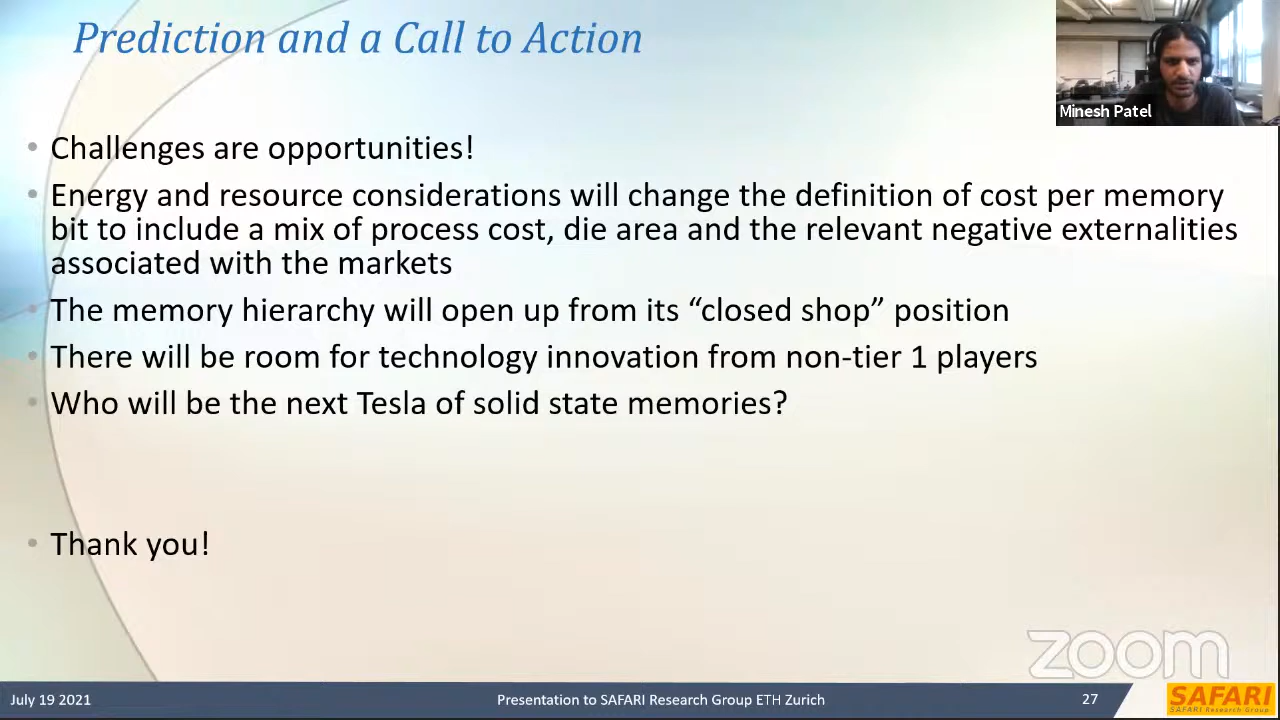 Prediction and a Call to Action
Minesh Patel
• Challenges are opportunities!
• Energy and resource considerations will change the definition of cost per memory
bit to include a mix of process cost, die area and the relevant negative externalities
associated with the markets
• The memory hierarchy will open up from its “closed shop” position
• There will be room for technology innovation from non-tier 1 players
• Who will be the next Tesla of solid state memories?
• Thank you!
zoom
July 19 2021
Presentation to SAFARI Research Group ETH Zurich
27
SAFARI
SAFARI Research Group